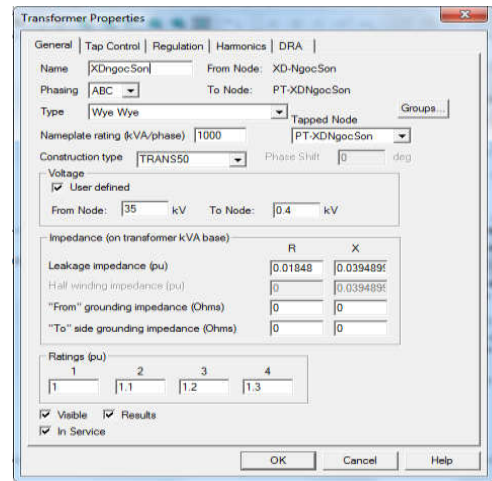 Transformer Properties
General Tap Control Regulation Harmonics DRA
Name XDngocSon From Node: XD-NgocSon
Phasing ABC To Node: PT-XDNgocSon
Type Wye Wye Groups...
Tapped Node
Nameplate rating (kVA/phase) 1000 PT-XDNgocSon
Construction type TRANS50 Phase Shift 0 deg
Voltage
User defined
From Node: 35 kV To Node: 0.4 kV
Impedance (on transformer kVA base)
R X
Leakage impedance (pu) 0.01848 0.0394895
Half winding impedance (pu) 0 0.0394895
"From" grounding impedance (Ohms) 0 0
"To" side grounding impedance (Ohms) 0 0
Ratings (pu)
1 2 3 4
1 1.1 1.2 1.3
Visible Results
In Service
OK Cancel Help